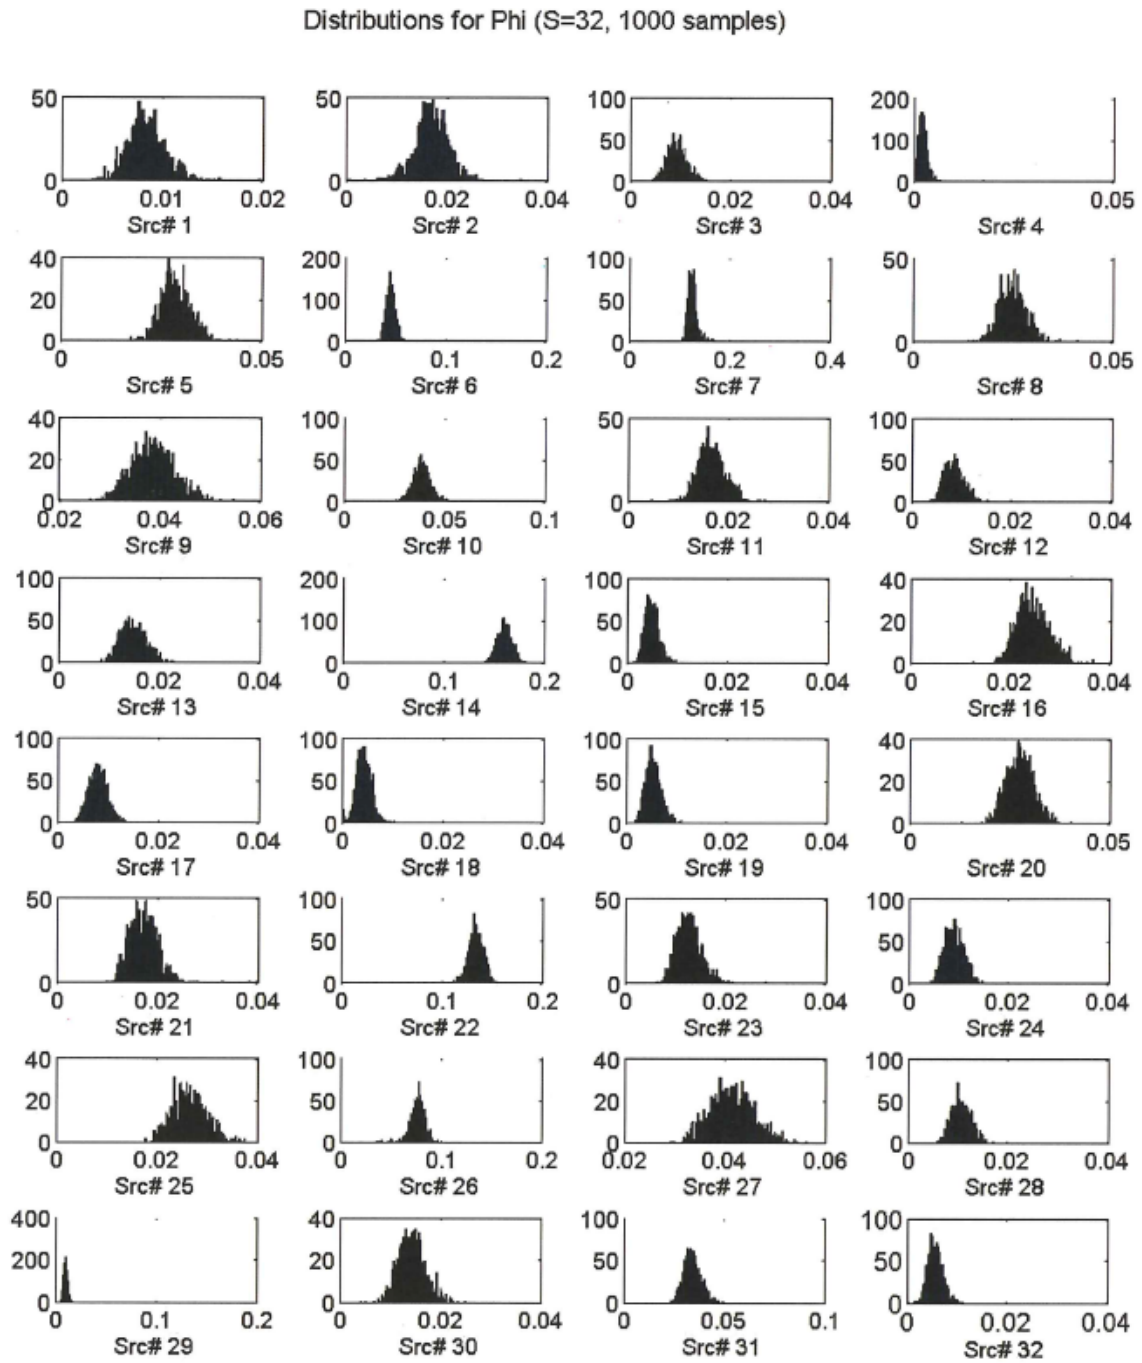 Distributions for Phi (S=32, 1000 samples)
50 50 100 200
50 100
0 0 0 0
0 0.01 0.02 0 0.02 0.04 0 0.02 0.04 0 0.05
Src# 1 Src# 2 Src# 3 Src# 4
40 200 100 50
20 100 50
0 0 0 0
0 0.05 0 0.1 0.2 0 0.2 0.4 0 0.05
Src# 5 Src# 6 Src# 7 Src# 8
40 100 50 100
20 50 50
0 0 0 0
0.02 0.04 0.06 0 0.05 0.1 0 0.02 0.04 0 0.02 0.04
Src# 9 Src# 10 Src# 11 Src# 12
100 200 100 40
50 100 50 20
0 0 0 0
0 0.02 0.04 0 0.1 0.2 0 0.02 0.04 0 0.02 0.04
Src# 13 Src# 14 Src# 15 Src# 16
100 100 100 40
50 50 50 20
0 0 0 0
0 0.02 0.04 0 0.02 0.04 0 0.02 0.04 0 0.05
Src# 17 Src# 18 Src# 19 Src# 20
50 100 50 100
50 50
0 0 0 0
0 0.02 0.04 0 0.1 0.2 0 0.02 0.04 0 0.02 0.04
Src# 21 Src# 22 Src# 23 Src# 24
40 100 40 100
20 50 20 50
0 0 0 0
0 0.02 0.04 0 0.1 0.2 0.02 0.04 0.06 0 0.02 0.04
Src# 25 Src# 26 Src# 27 Src# 28
400 40 100 100
200 20 50 50
0 0 0 0
0 0.1 0.2 0 0.02 0.04 0 0.05 0.1 0 0.02 0.04
Src# 29 Src# 30 Src# 31 Src# 32